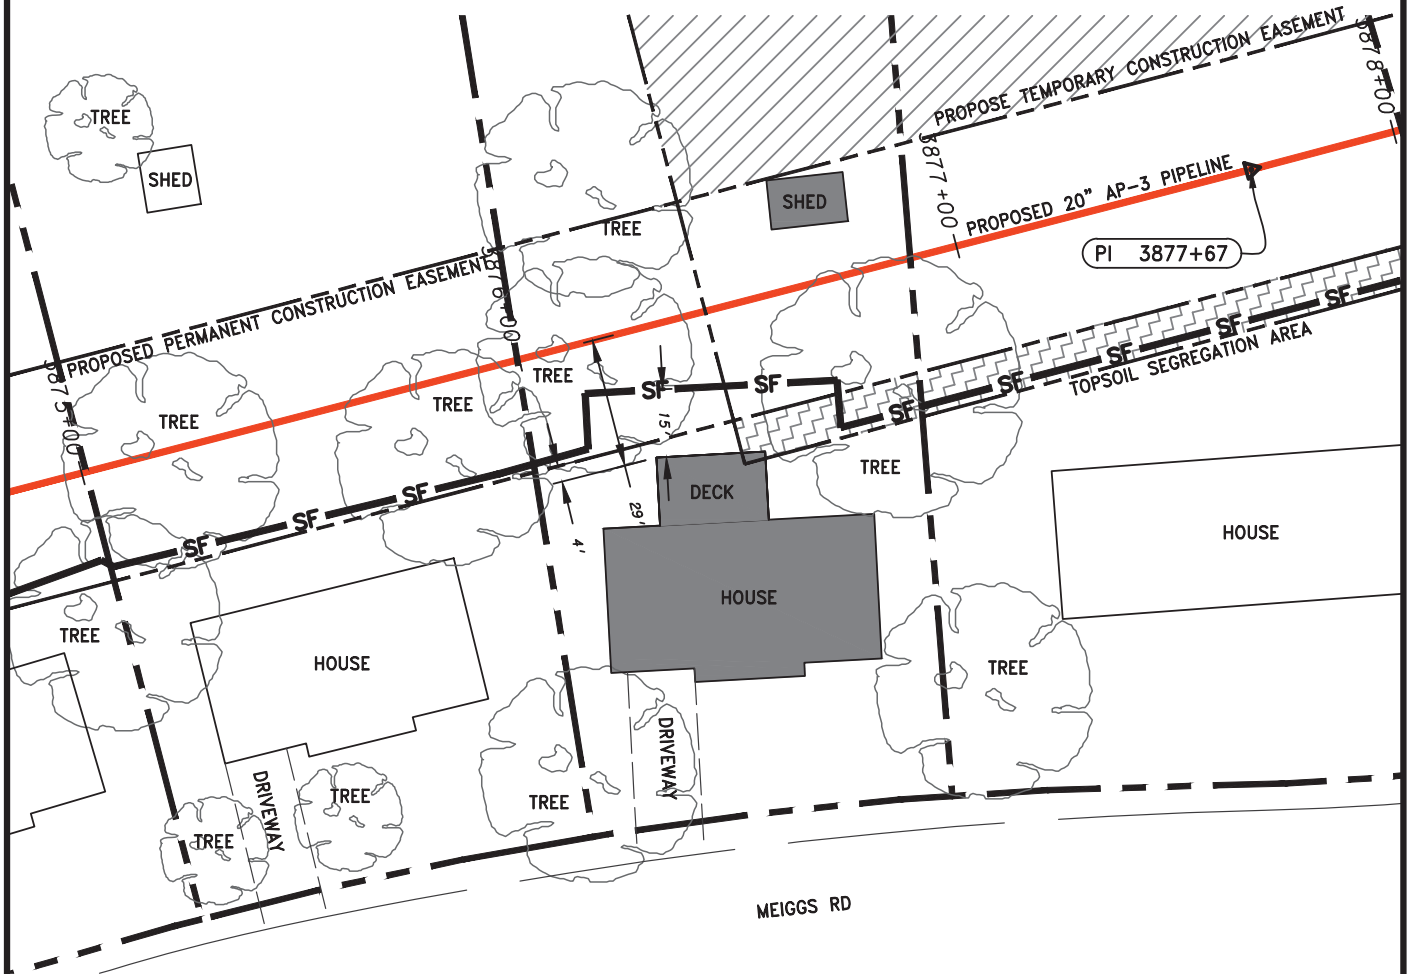 PROPOSE TEMPORARY CONSTRUCTION EASEMENT
3878+00
TREE
SHED
3877+00
PROPOSED 20" AP-3 PIPELINE
SHED
TREE
PI 3877+67
PROPOSED PERMANENT CONSTRUCTION EASEMENT
3876+00
SF
SF
SF
TOPSOIL SEGREGATION AREA
3875+00
TREE
TREE
TREE
SF
SF
SF
15'
SF
TREE
DECK
SF
SF
29'
4'
HOUSE
HOUSE
TREE
HOUSE
TREE
DRIVEWAY
DRIVEWAY
TREE
TREE
TREE
MEIGGS RD